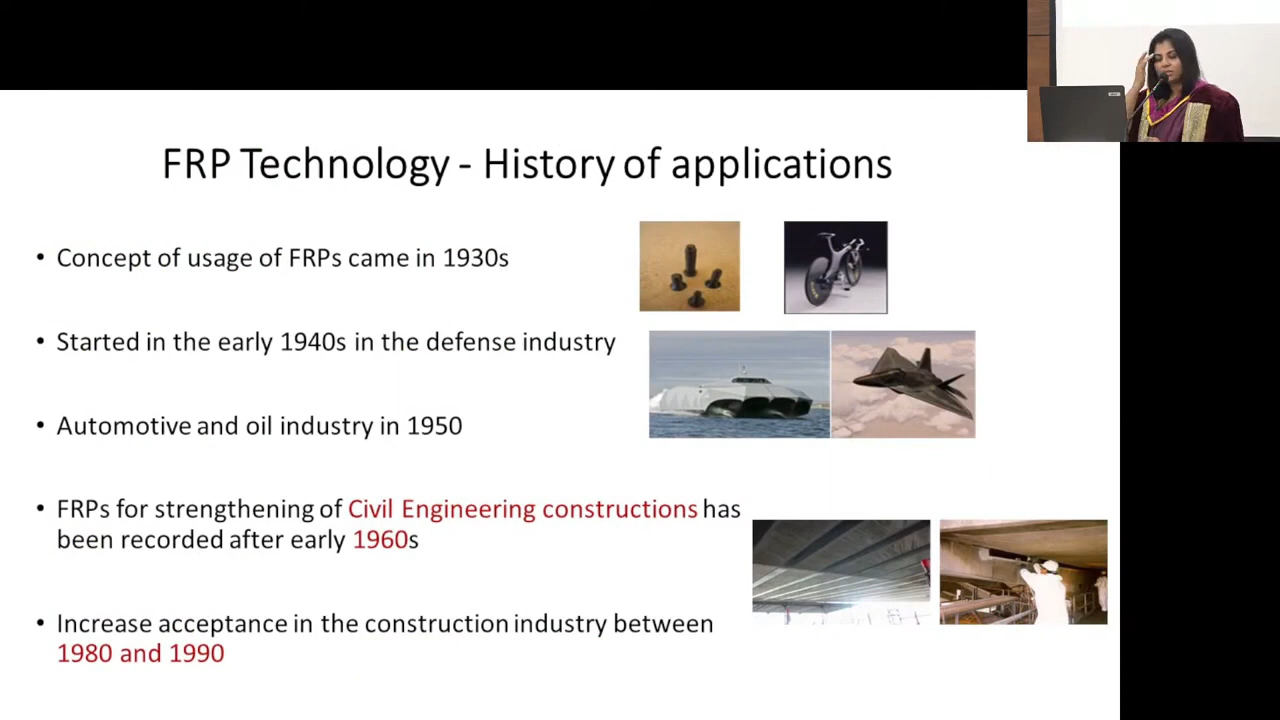 FRP Technology - History of applications
• Concept of usage of FRPs came in 1930s
• Started in the early 1940s in the defense industry
• Automotive and oil industry in 1950
• FRPs for strengthening of Civil Engineering constructions has
been recorded after early 1960s
• Increase acceptance in the construction industry between
1980 and 1990